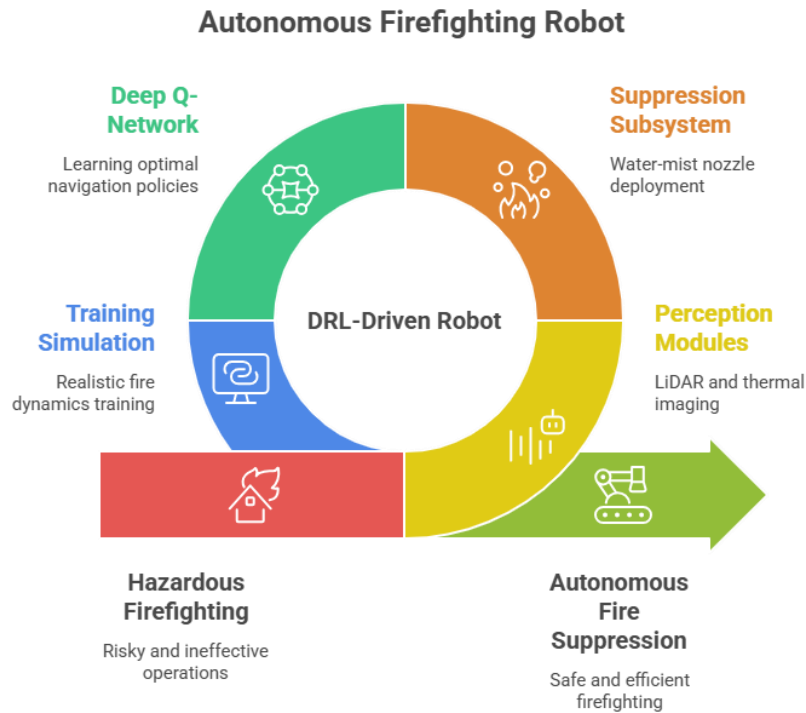 Autonomous Firefighting Robot
Deep Q-
Network
Learning optimal
navigation policies
Suppression
Subsystem
Water-mist nozzle
deployment
Training
Simulation
Realistic fire
dynamics training
DRL-Driven Robot
Perception
Modules
LiDAR and thermal
imaging
Hazardous
Firefighting
Risky and ineffective
operations
Autonomous
Fire
Suppression
Safe and efficient
firefighting